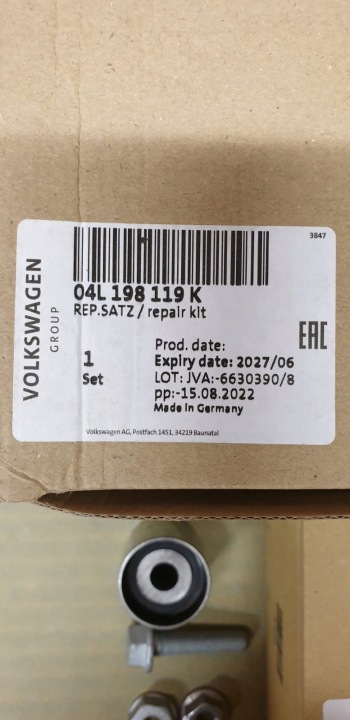 3847
VOLKSWAGEN
GROUP
04L 198 119 K
REP.SATZ / repair kit
EAC
1
Set
Prod. date:
Expiry date: 2027/06
LOT: JVA:-6630390/8
pp:-15.08.2022
Made in Germany
Volkswagen AG, Postfach 1451, 34219 Baunatal